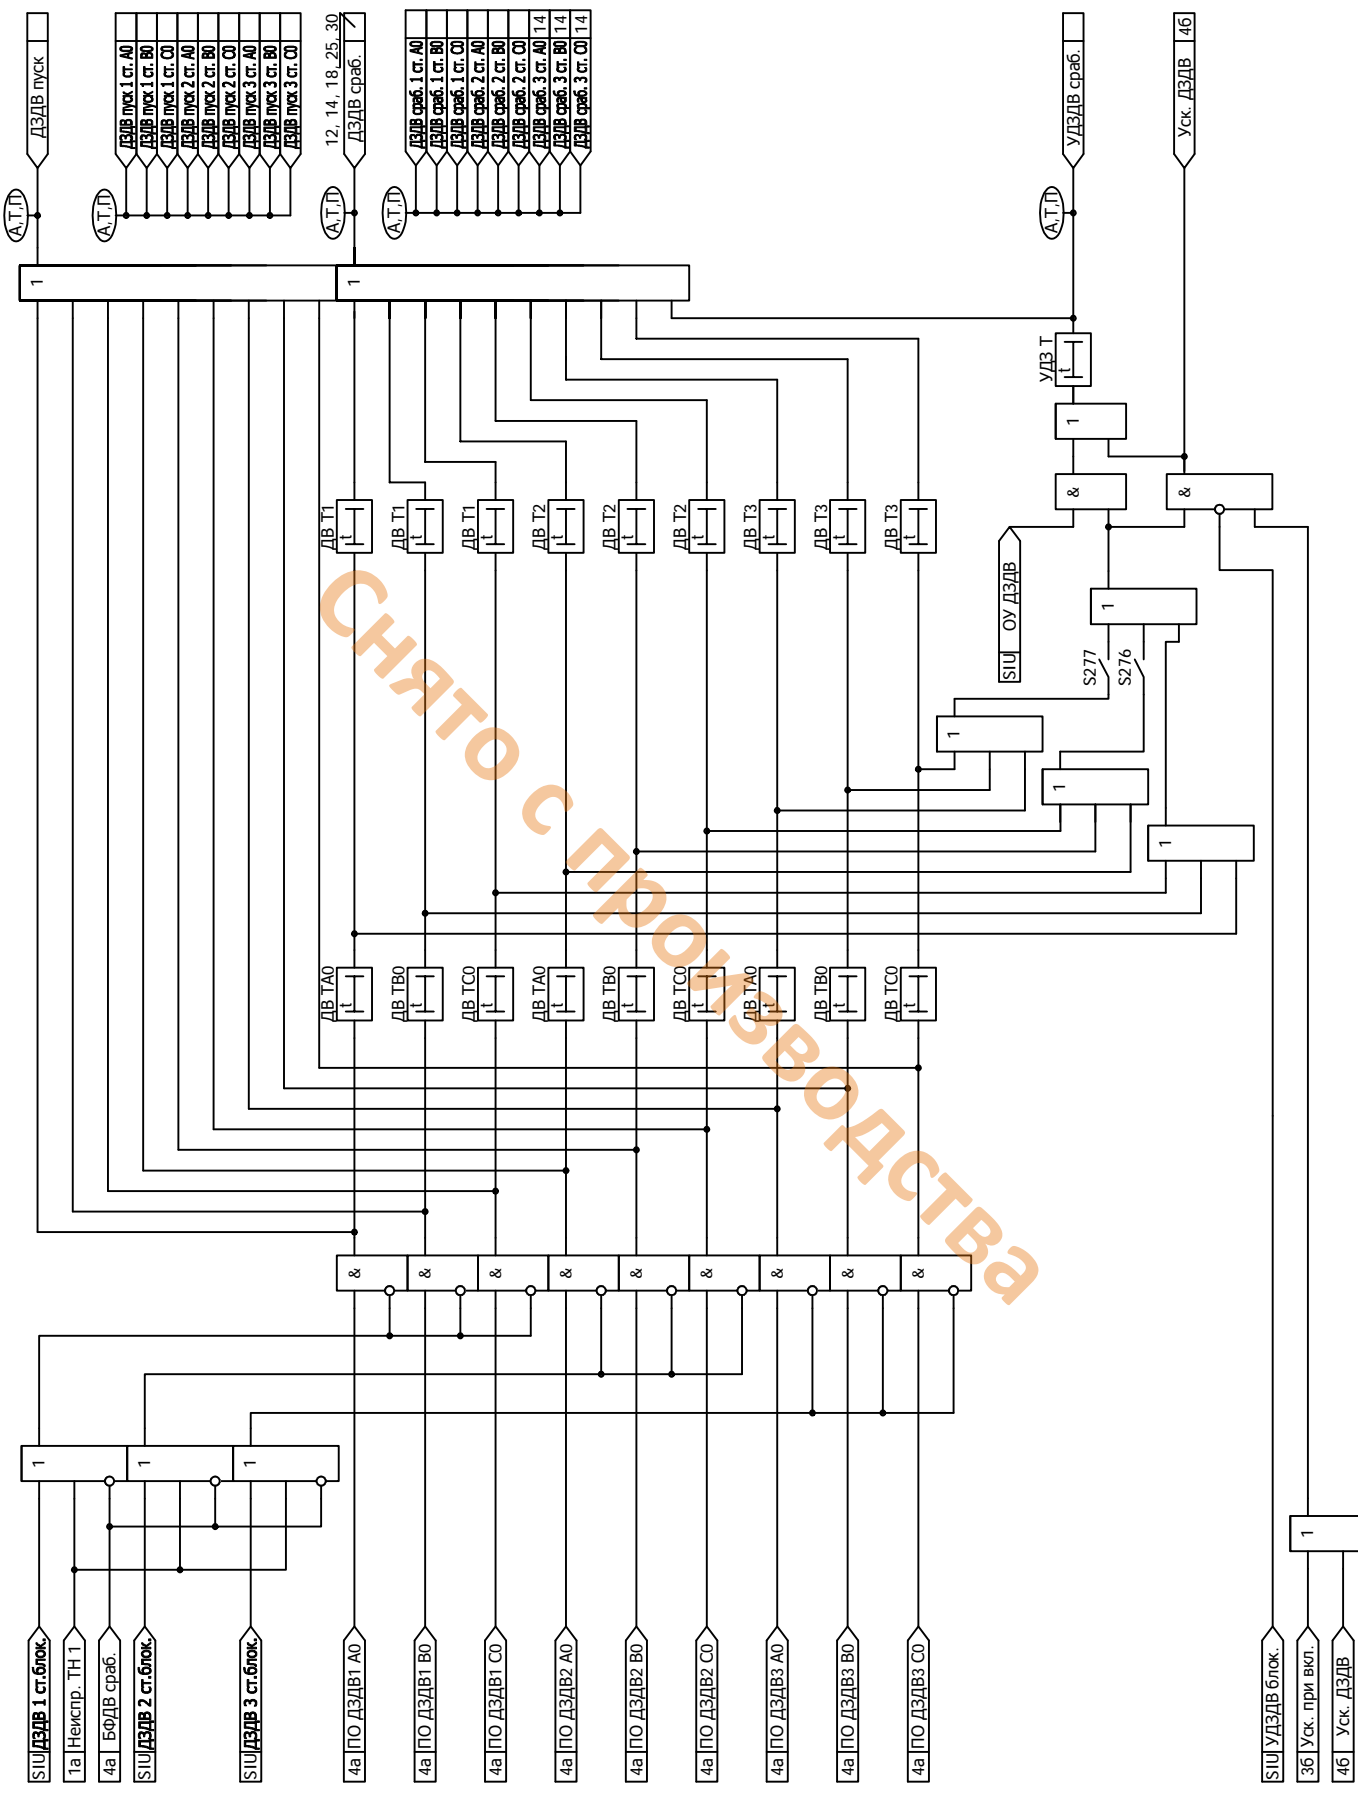 ДЗДВ пуск
А,Т,П
ДЗДВ пуск 1 ст. А0
ДЗДВ пуск 1 ст. В0
ДЗДВ пуск 1 ст. С0
ДЗДВ пуск 2 ст. А0
ДЗДВ пуск 2 ст. В0
ДЗДВ пуск 2 ст. С0
ДЗДВ пуск 3 ст. А0
ДЗДВ пуск 3 ст. В0
ДЗДВ пуск 3 ст. С0
А,Т,П
12, 14, 18, 25, 30
ДЗДВ сраб.
А,Т,П
ДЗДВ сраб. 1 ст. А0
ДЗДВ сраб. 1 ст. В0
ДЗДВ сраб. 1 ст. С0
ДЗДВ сраб. 2 ст. А0
ДЗДВ сраб. 2 ст. В0
ДЗДВ сраб. 2 ст. С0
ДЗДВ сраб. 3 ст. А0 14
ДЗДВ сраб. 3 ст. В0 14
ДЗДВ сраб. 3 ст. С0 14
А,Т,П
УДЗДВ сраб.
А,Т,П
Уск. ДЗДВ 4б
1
1
УДЗ Т
t
1
&
&
ДВ Т1
t
ДВ Т1
t
ДВ Т1
t
ДВ Т2
t
ДВ Т2
t
ДВ Т2
t
ДВ Т3
t
ДВ Т3
t
ДВ Т3
t
SIU ОУ ДЗДВ
1
S277
S276
1
1
1
ДВ ТА0
t
ДВ ТВ0
t
ДВ ТС0
t
ДВ ТА0
t
ДВ ТВ0
t
ДВ ТС0
t
ДВ ТА0
t
ДВ ТВ0
t
ДВ ТС0
t
&
&
&
&
&
&
&
&
&
1
1
1
1
SIU ДЗДВ 1 ст.блок.
1а Неиспр. ТН 1
4а БФДВ сраб.
SIU ДЗДВ 2 ст.блок.
SIU ДЗДВ 3 ст.блок.
4а ПО ДЗДВ1 А0
4а ПО ДЗДВ1 В0
4а ПО ДЗДВ1 С0
4а ПО ДЗДВ2 А0
4а ПО ДЗДВ2 В0
4а ПО ДЗДВ2 С0
4а ПО ДЗДВ3 А0
4а ПО ДЗДВ3 В0
4а ПО ДЗДВ3 С0
SIU УДЗДВ блок.
3б Уск. при вкл.
4б Уск. ДЗДВ
Снято с производства